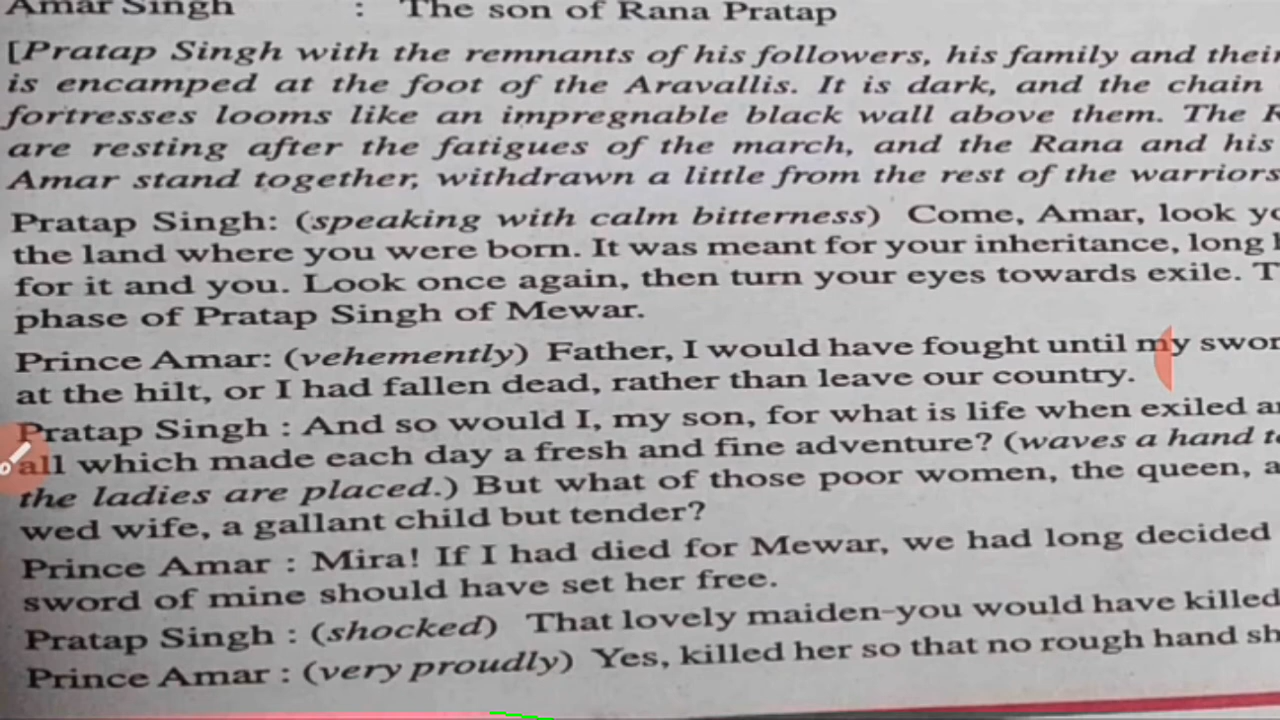 Amar Singh : The son of Rana Pratap
[Pratap Singh with the remnants of his followers, his family and their
is encamped at the foot of the Aravallis. It is dark, and the chain
fortresses looms like an impregnable black wall above them. The R
are resting after the fatigues of the march, and the Rana and his
Amar stand together, withdrawn a little from the rest of the warriors
Pratap Singh: (speaking with calm bitterness) Come, Amar, look yo
the land where you were born. It was meant for your inheritance, long
for it and you. Look once again, then turn your eyes towards exile. T
phase of Pratap Singh of Mewar.
Prince Amar: (vehemently) Father, I would have fought until my swor
at the hilt, or I had fallen dead, rather than leave our country.
Pratap Singh : And so would I, my son, for what is life when exiled a
all which made each day a fresh and fine adventure? (waves a hand to
the ladies are placed.) But what of those poor women, the queen, a
wed wife, a gallant child but tender?
Prince Amar : Mira! If I had died for Mewar, we had long decided
sword of mine should have set her free.
Pratap Singh : (shocked) That lovely maiden-you would have killed
Prince Amar : (very proudly) Yes, killed her so that no rough hand sh